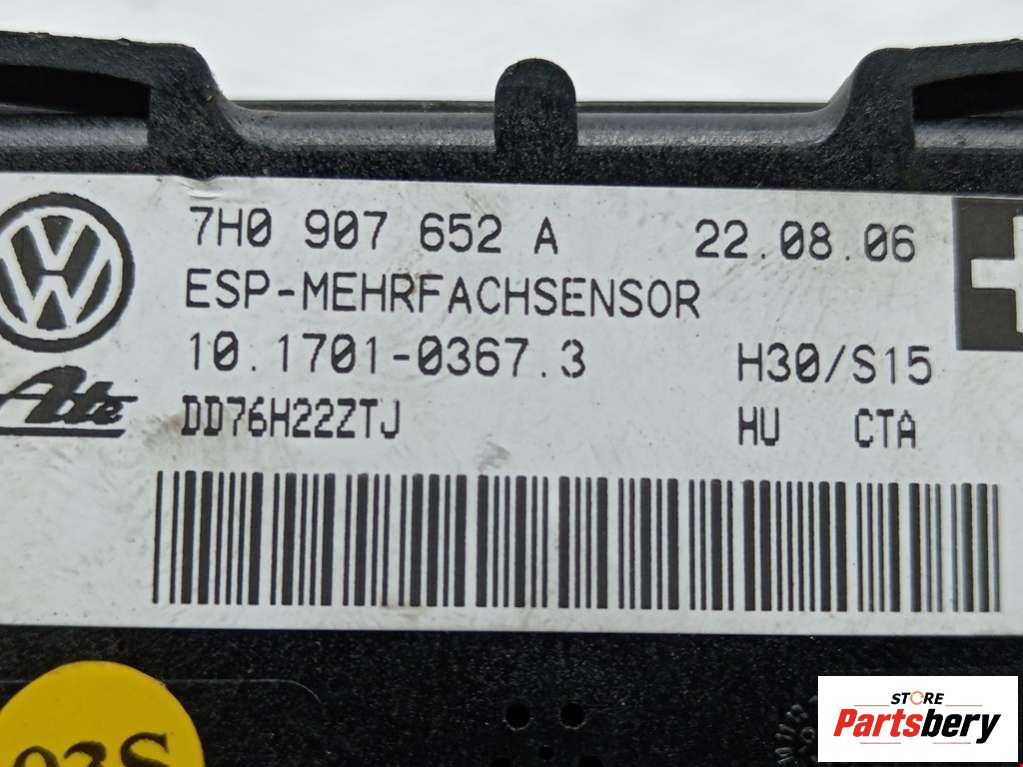 7H0 907 652 A 22.08.06
ESP-MEHRFACHSENSOR
10.1701-0367.3 H30/S15
Ate DD76H22ZTJ HU CTA
03S
STORE
Partsbery